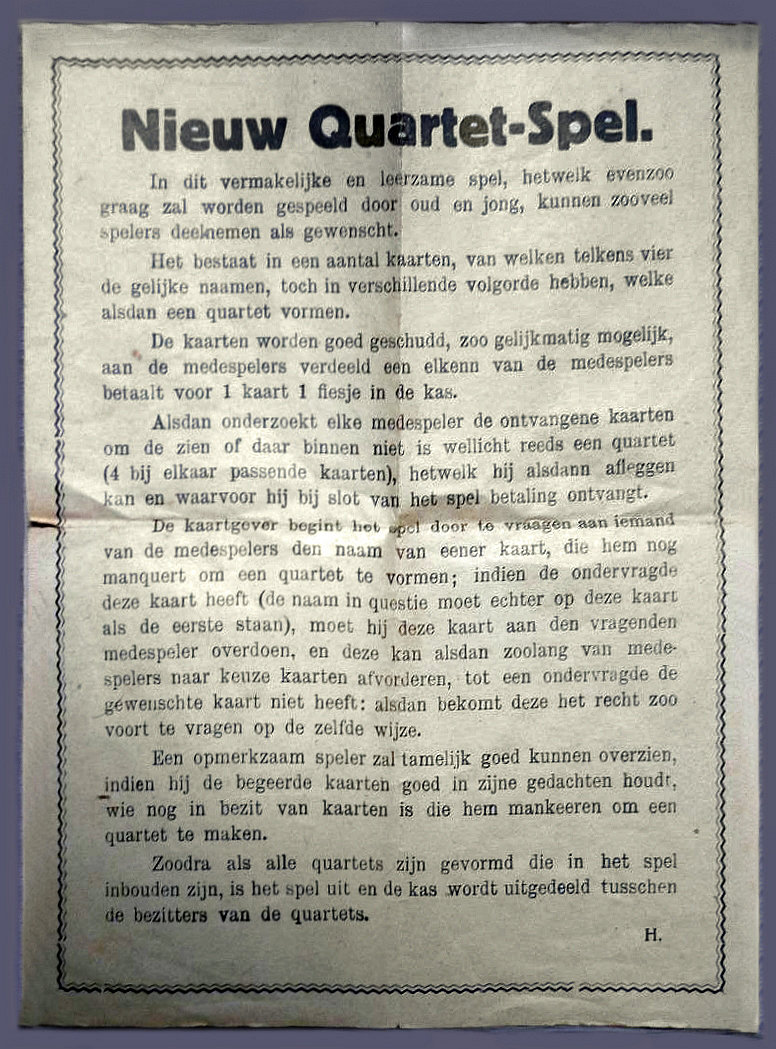 Nieuw Quartet-Spel.
In dit vermakelijke en leerzame spel, hetwelk evenzoo
graag zal worden gespeeld door oud en jong, kunnen zooveel
spelers deelnemen als gewenscht.
Het bestaat in een aantal kaarten, van welken telkens vier
de gelijke naamen, toch in verschillende volgorde hebben, welke
alsdan een quartet vormen.
De kaarten worden goed geschudd, zoo gelijkmatig mogelijk,
aan de medespelers verdeeld een elkenn van de medespelers
betaalt voor 1 kaart 1 fiesje in de kas.
Alsdan onderzoekt elke medespeler de ontvangene kaarten
om de zien of daar binnen niet is wellicht reeds een quartet
(4 bij elkaar passende kaarten), hetwelk hij alsdann afleggen
kan en waarvoor hij bij slot van het spel betaling ontvangt.
De kaartgever begint het spel door te vraagen aan iemand
van de medespelers den naam van eener kaart, die hem nog
manquert om een quartet te vormen; indien de ondervragde
deze kaart heeft (de naam in questie moet echter op deze kaart
als de eerste staan), moet hij deze kaart aan den vragenden
medespeler overdoen, en deze kan alsdan zoolang van mede-
spelers naar keuze kaarten afvorderen, tot een ondervragde de
gewenschte kaart niet heeft: alsdan bekomt deze het recht zoo
voort te vragen op de zelfde wijze.
Een opmerkzaam speler zal tamelijk goed kunnen overzien,
indien hij de begeerde kaarten goed in zijne gedachten houdt,
wie nog in bezit van kaarten is die hem mankeeren om een
quartet te maken.
Zoodra als alle quartets zijn gevormd die in het spel
inbouden zijn, is het spel uit en de kas wordt uitgedeeld tusschen
de bezitters van de quartets.
H.